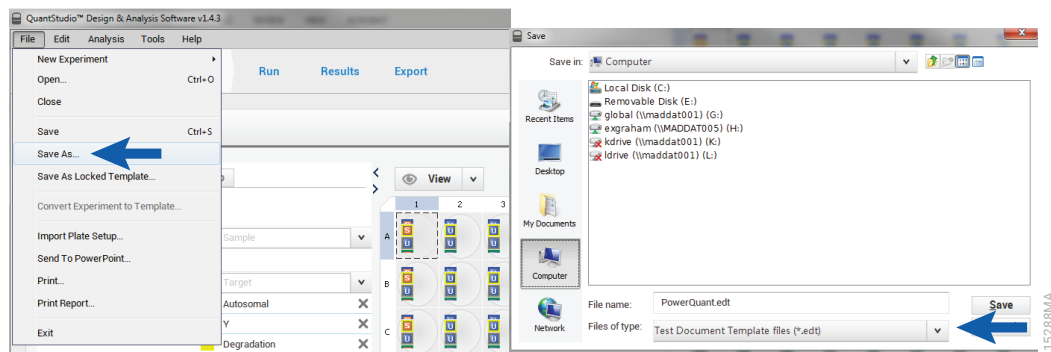 QuantStudio™ Design & Analysis Software v1.4.3
File Edit Analysis Tools Help
New Experiment
Open... Ctrl+O
Close
Save Ctrl+S
Save As...
Save As Locked Template...
Convert Experiment to Template...
Import Plate Setup...
Send To PowerPoint...
Print...
Print Report...
Exit
Run Results Export
View
1 2 3
A
S U U U
U U U
B
S U U
U U U
C
S U U
U U U
Sample
Target
Autosomal
Y
Degradation
Save
Save in: Computer
Recent Items
Desktop
My Documents
Computer
Network
Local Disk (C:)
Removable Disk (E:)
global (\\maddat001) (G:)
exgraham (\\MADDAT005) (H:)
kdrive (\\maddat001) (K:)
ldrive (\\maddat001) (L:)
File name: PowerQuant.edt Save
Files of type: Test Document Template files (*.edt)
15288MA